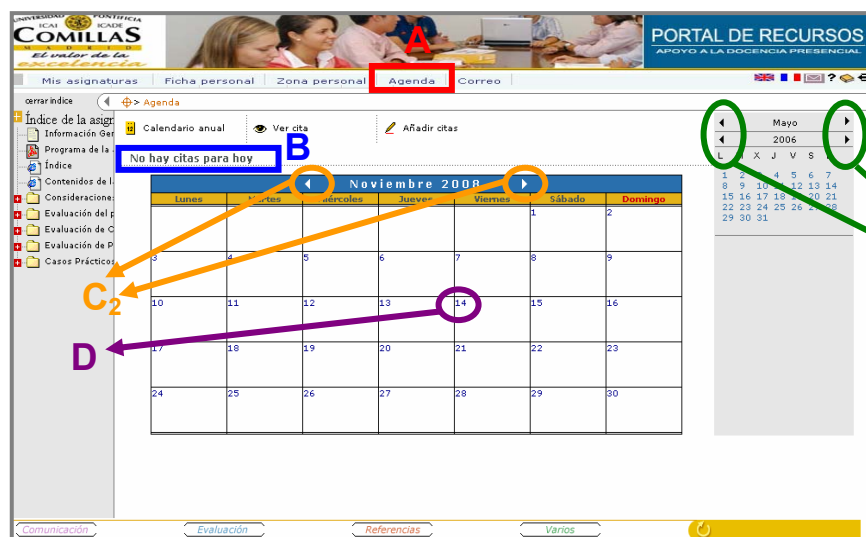 UNIVERSIDAD PONTIFICIA
ICAI ICADE
COMILLAS
M A D R I D
El valor de la
excelencia
PORTAL DE RECURSOS
APOYO A LA DOCENCIA PRESENCIAL
A
Mis asignaturas Ficha personal Zona personal Agenda Correo
cerrar indice > Agenda
Índice de la asign
Información Ger
Programa de la
Índice
Contenidos de l
Consideracione
Evaluación del p
Evaluación de C
Evaluación de P
Casos Práctico
12 Calendario anual Ver cita Añadir citas
No hay citas para hoy
B
Noviembre 2008
Lunes Martes Miércoles Jueves Viernes Sábado Domingo
1 2
3 4 5 6 7 8 9
10 11 12 13 14 15 16
17 18 19 20 21 22 23
24 25 26 27 28 29 30
C2
D
Mayo
2006
L M X J V S
1 2 3 4 5 6 7
8 9 10 11 12 13 14
15 16 17 18 19 20 21
22 23 24 25 26 27 28
29 30 31
Comunicación Evaluación Referencias Varios